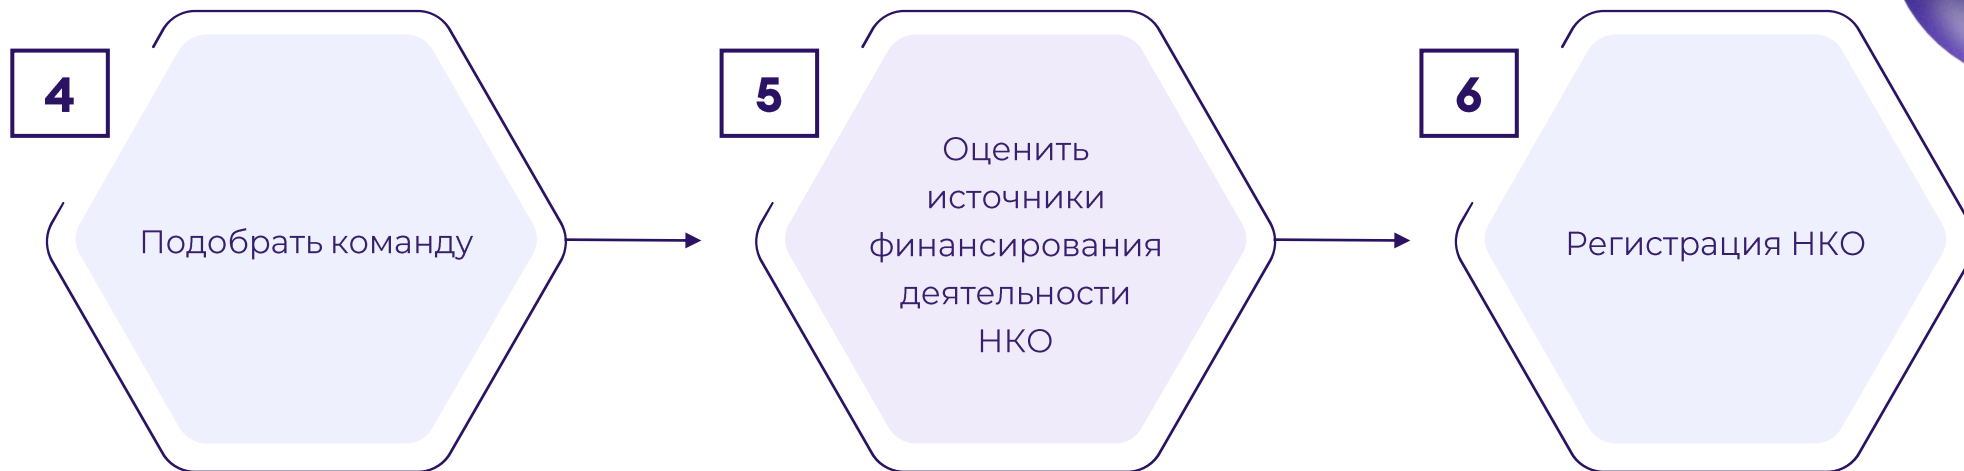 4
Подобрать команду
5
Оценить
источники
финансирования
деятельности
НКО
6
Регистрация НКО